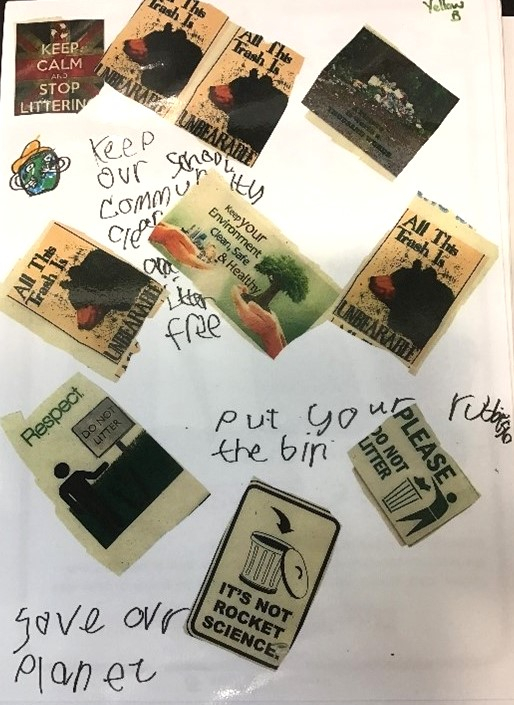 Yellow
B
KEEP
CALM
AND
STOP
LITTERING
All This
Trash Is
UNBEARABLE
All This
Trash Is
UNBEARABLE
Keep
our school
community
clean
and
litter
free
Keep your
Environment
Clean, Safe
& Healthy
All This
Trash Is
UNBEARABLE
All This
Trash Is
UNBEARABLE
Respect
DO NOT
LITTER
put your
the bin
PLEASE
DO NOT
LITTER
IT'S NOT
ROCKET
SCIENCE.
save our
planet